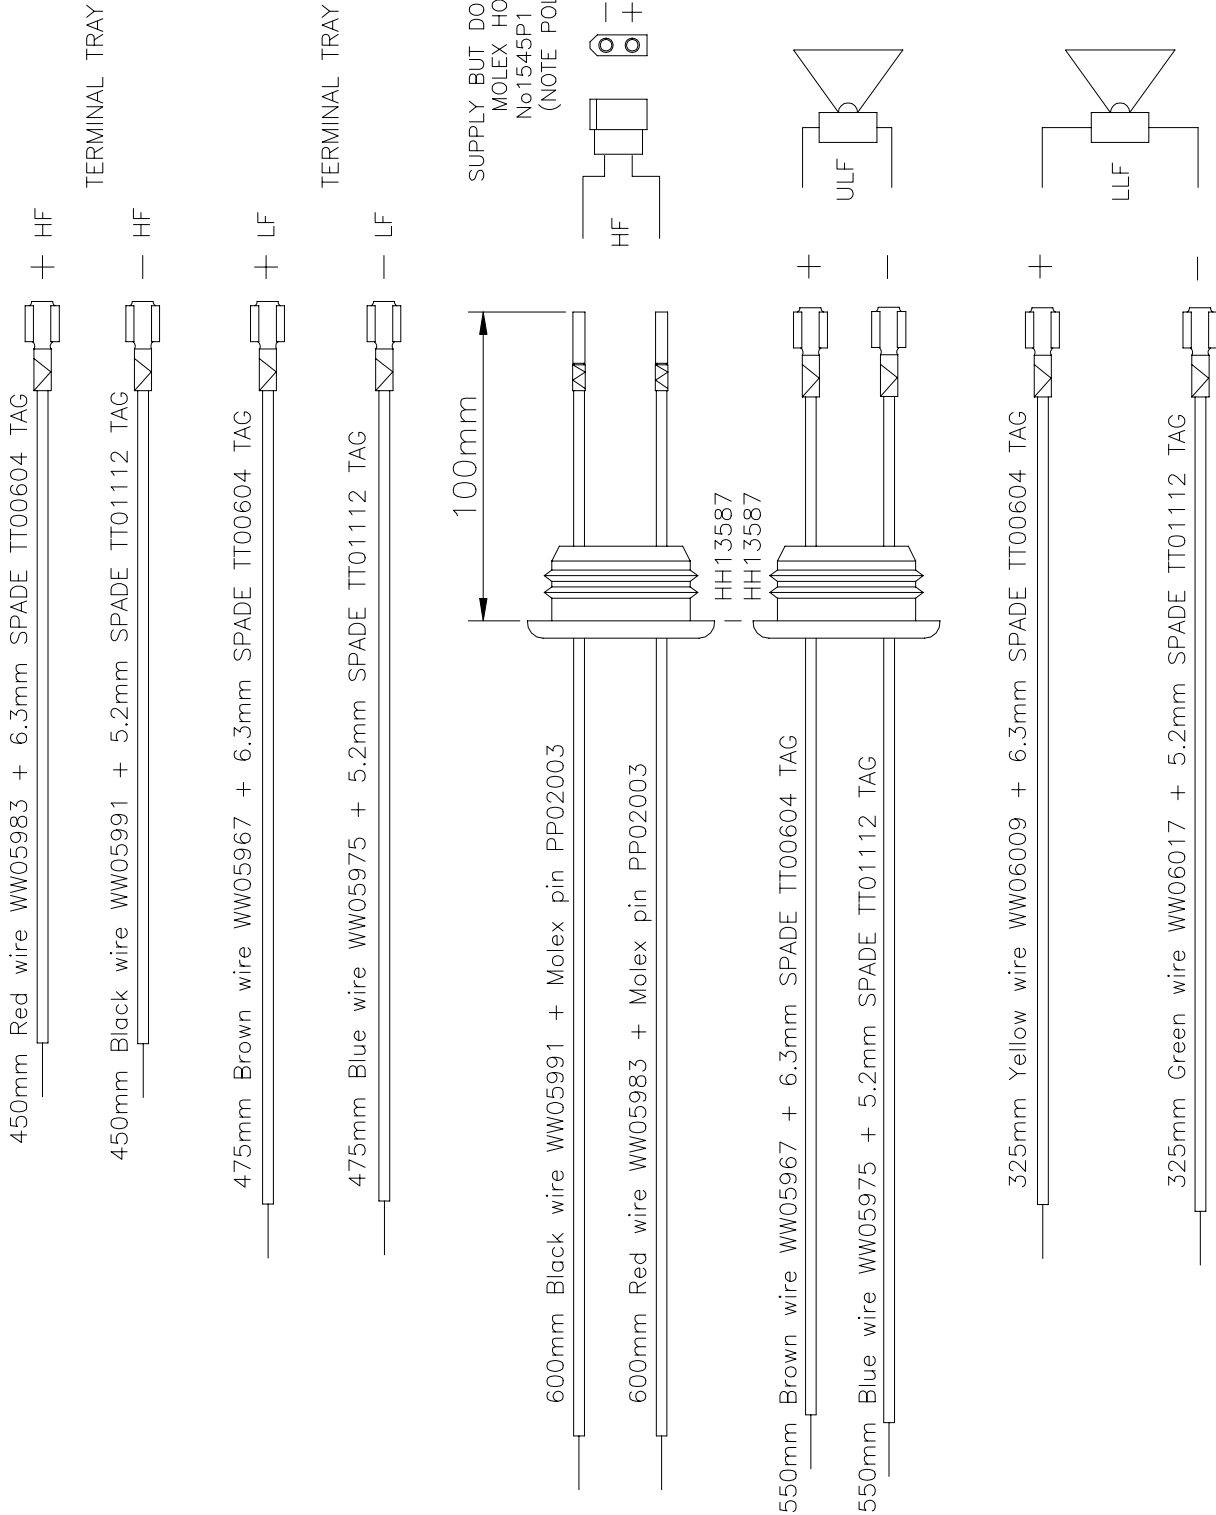 450mm Red wire WW05983 + 6.3mm SPADE TT00604 TAG
+ HF
450mm Black wire WW05991 + 5.2mm SPADE TT01112 TAG
− HF
TERMINAL TRAY
475mm Brown wire WW05967 + 6.3mm SPADE TT00604 TAG
+ LF
475mm Blue wire WW05975 + 5.2mm SPADE TT01112 TAG
− LF
TERMINAL TRAY
100mm
SUPPLY BUT DO
MOLEX HO
No1545P1
(NOTE POL
− +
HF
600mm Black wire WW05991 + Molex pin PP02003
600mm Red wire WW05983 + Molex pin PP02003
HH13587
HH13587
550mm Brown wire WW05967 + 6.3mm SPADE TT00604 TAG
+
550mm Blue wire WW05975 + 5.2mm SPADE TT01112 TAG
−
ULF
325mm Yellow wire WW06009 + 6.3mm SPADE TT00604 TAG
+
325mm Green wire WW06017 + 5.2mm SPADE TT01112 TAG
−
LLF